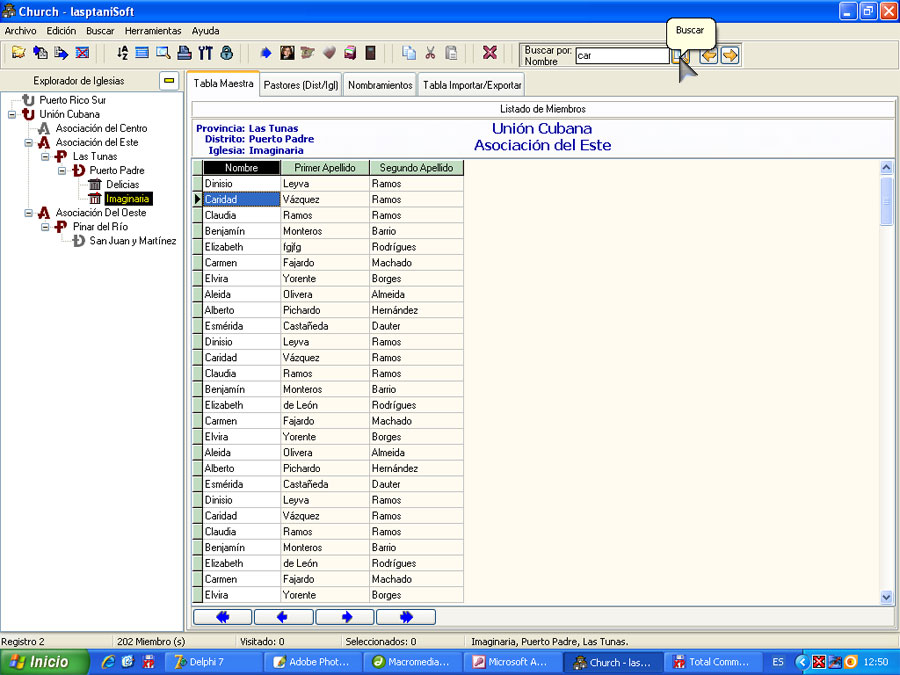 Church - lasptaniSoft
Archivo Edición Buscar Herramientas Ayuda
Buscar
Buscar por: Nombre car
Explorador de Iglesias
Tabla Maestra Pastores (Dist/Igl) Nombramientos Tabla Importar/Exportar
Puerto Rico Sur
Unión Cubana
Asociación del Centro
Asociación del Este
Las Tunas
Puerto Padre
Delicias
Imaginaria
Asociación Del Oeste
Pinar del Río
San Juan y Martínez
Listado de Miembros
Provincia: Las Tunas
Distrito: Puerto Padre
Iglesia: Imaginaria
Unión Cubana
Asociación del Este
Nombre Primer Apellido Segundo Apellido
Dinisio Leyva Ramos
Caridad Vázquez Ramos
Claudia Ramos Ramos
Benjamín Monteros Barrio
Elizabeth fgjfg Rodrígues
Carmen Fajardo Machado
Elvira Yorente Borges
Aleida Olivera Almeida
Alberto Pichardo Hernández
Esmérida Castañeda Dauter
Dinisio Leyva Ramos
Caridad Vázquez Ramos
Claudia Ramos Ramos
Benjamín Monteros Barrio
Elizabeth de León Rodrígues
Carmen Fajardo Machado
Elvira Yorente Borges
Aleida Olivera Almeida
Alberto Pichardo Hernández
Esmérida Castañeda Dauter
Dinisio Leyva Ramos
Caridad Vázquez Ramos
Claudia Ramos Ramos
Benjamín Monteros Barrio
Elizabeth de León Rodrígues
Carmen Fajardo Machado
Elvira Yorente Borges
Registro 2 202 Miembro (s) Visitado: 0 Seleccionados: 0 Imaginaria, Puerto Padre, Las Tunas.
Inicio Delphi 7 Adobe Phot... Macromedia... Microsoft A... Church - las... Total Comm... ES 12:50